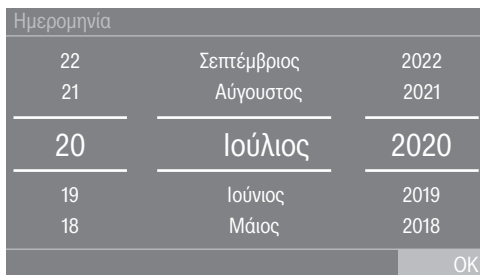 Ημερομηνία
22 Σεπτέμβριος 2022
21 Αύγουστος 2021
20 Ιούλιος 2020
19 Ιούνιος 2019
18 Μάιος 2018
OK